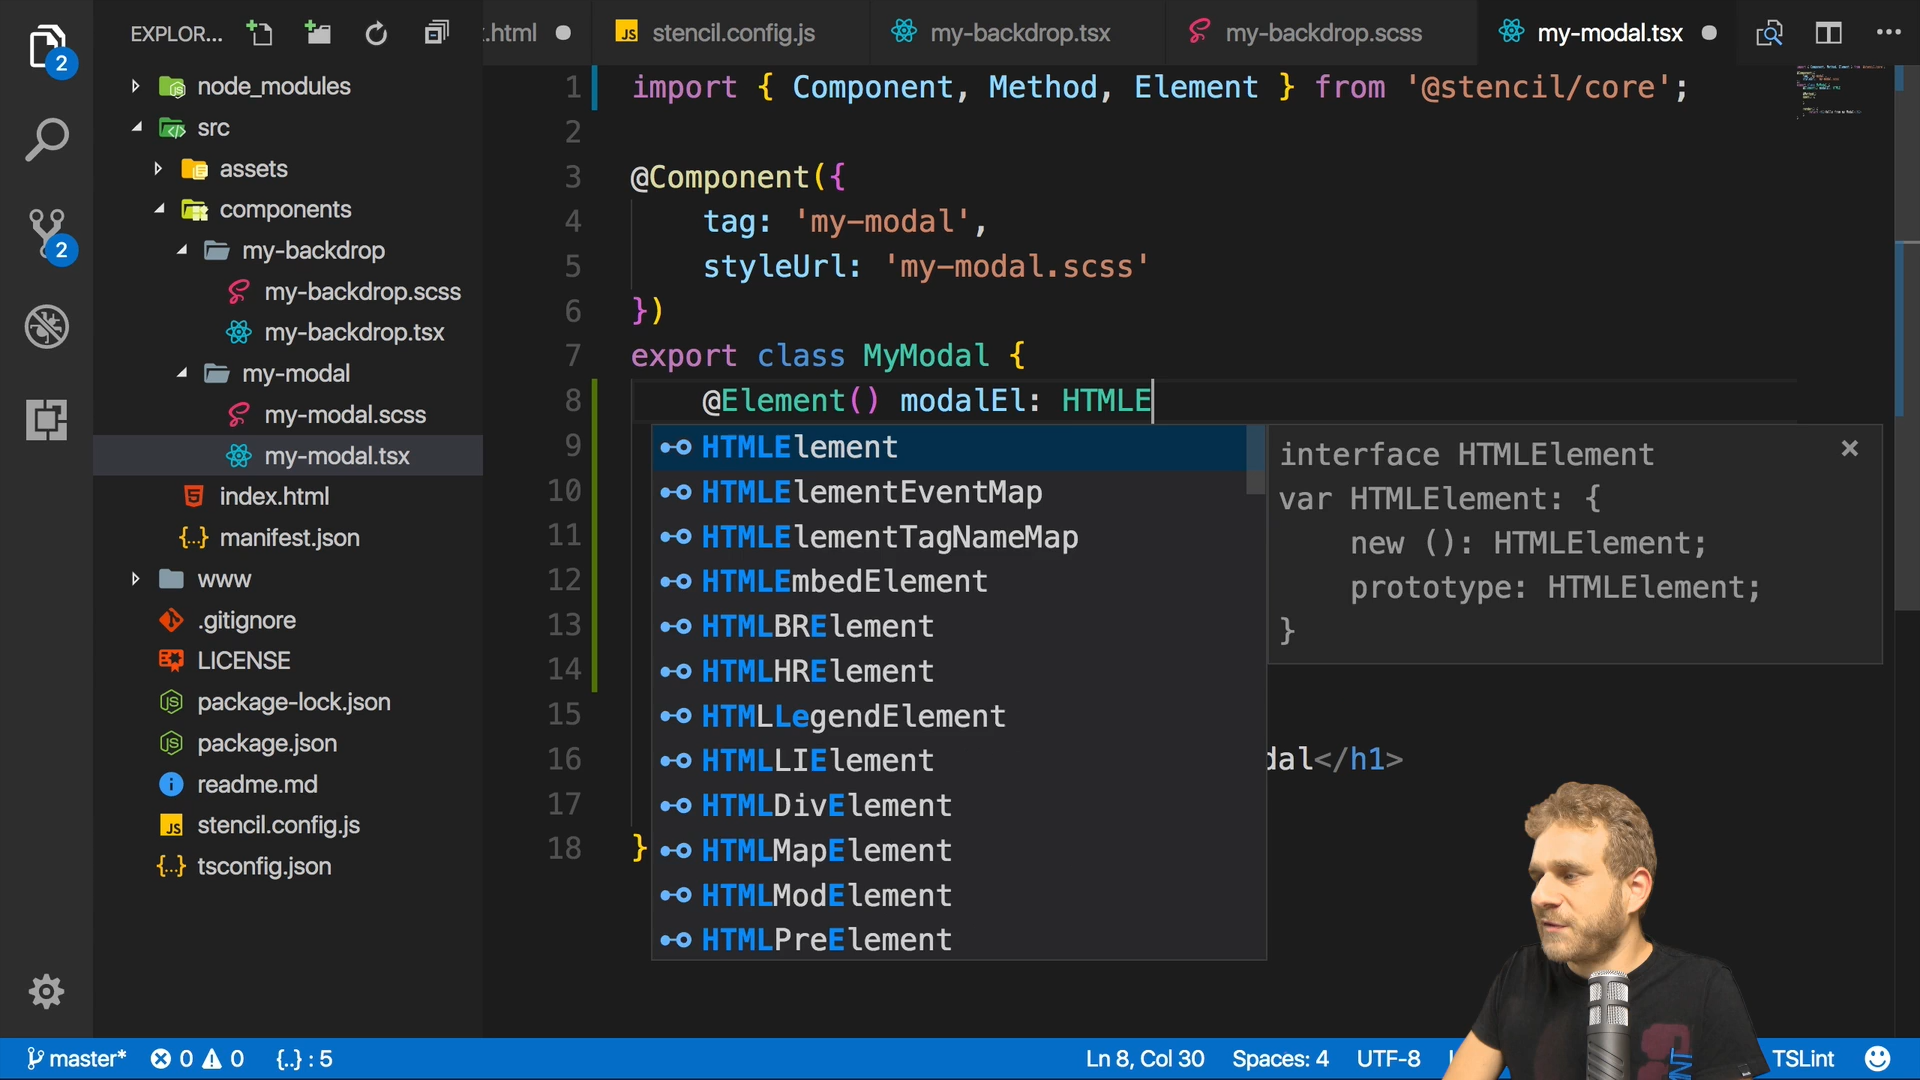 EXPLOR...
.html
stencil.config.js
my-backdrop.tsx
my-backdrop.scss
my-modal.tsx
2
2
node_modules
src
assets
components
my-backdrop
my-backdrop.scss
my-backdrop.tsx
my-modal
my-modal.scss
my-modal.tsx
index.html
manifest.json
www
.gitignore
LICENSE
package-lock.json
package.json
readme.md
stencil.config.js
tsconfig.json
1 import { Component, Method, Element } from '@stencil/core';
2
3 @Component({
4 tag: 'my-modal',
5 styleUrl: 'my-modal.scss'
6 })
7 export class MyModal {
8 @Element() modalEl: HTMLE
9
10
11
12
13
14
15
16 dal</h1>
17
18 }
HTMLElement
HTMLElementEventMap
HTMLElementTagNameMap
HTMLEmbedElement
HTMLBRElement
HTMLHRElement
HTMLLegendElement
HTMLLIElement
HTMLDivElement
HTMLMapElement
HTMLModElement
HTMLPreElement
interface HTMLElement
var HTMLElement: {
new (): HTMLElement;
prototype: HTMLElement;
}
master* 0 0 {..} : 5 Ln 8, Col 30 Spaces: 4 UTF-8 TSLint